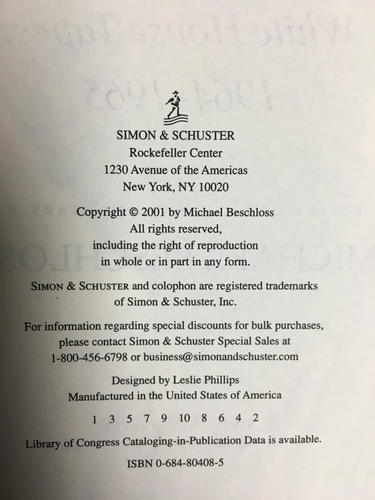 SIMON & SCHUSTER
Rockefeller Center
1230 Avenue of the Americas
New York, NY 10020
Copyright © 2001 by Michael Beschloss
All rights reserved,
including the right of reproduction
in whole or in part in any form.
SIMON & SCHUSTER and colophon are registered trademarks
of Simon & Schuster, Inc.
For information regarding special discounts for bulk purchases,
please contact Simon & Schuster Special Sales at
1-800-456-6798 or business@simonandschuster.com
Designed by Leslie Phillips
Manufactured in the United States of America
1 3 5 7 9 10 8 6 4 2
Library of Congress Cataloging-in-Publication Data is available.
ISBN 0-684-80408-5